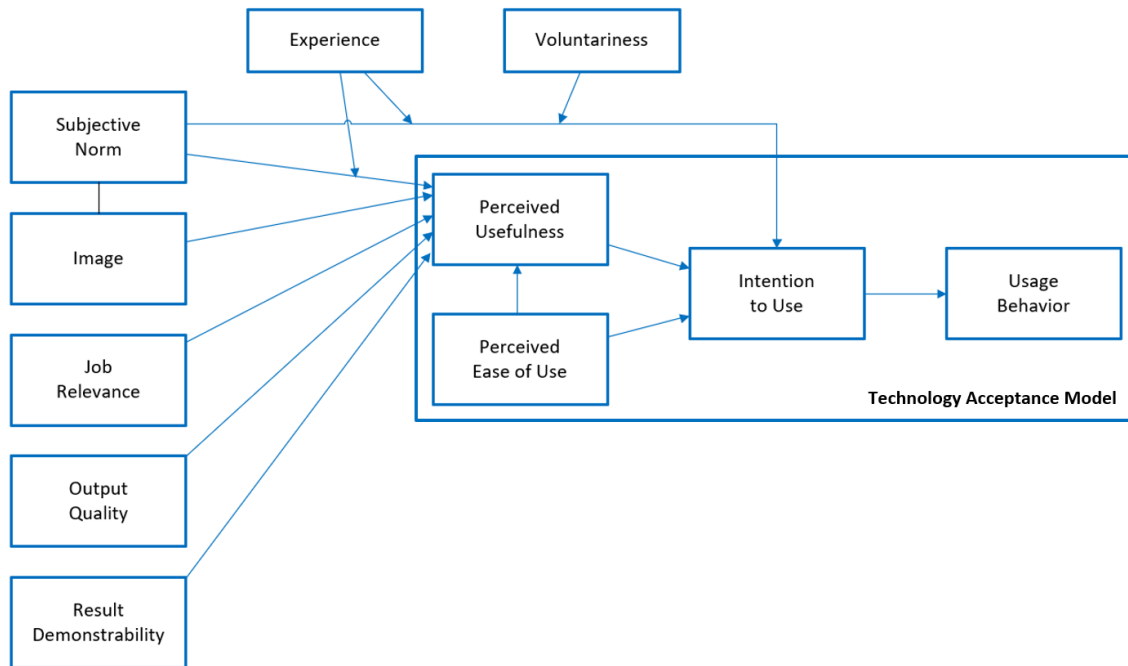 Experience
Voluntariness
Subjective
Norm
Image
Perceived
Usefulness
Intention
to Use
Usage
Behavior
Job
Relevance
Perceived
Ease of Use
Technology Acceptance Model
Output
Quality
Result
Demonstrability